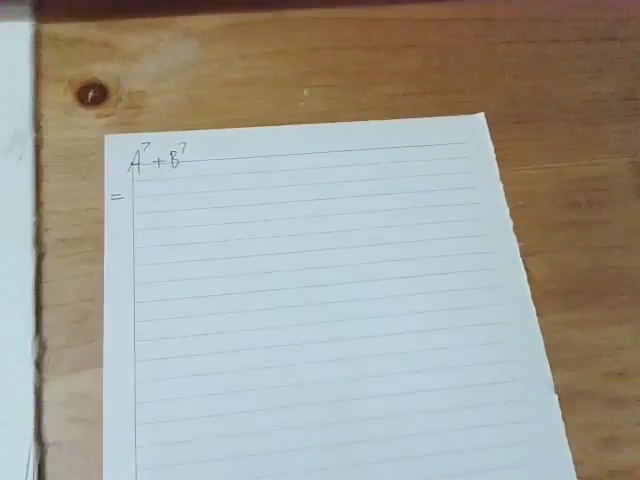 A⁷ + B⁷
=